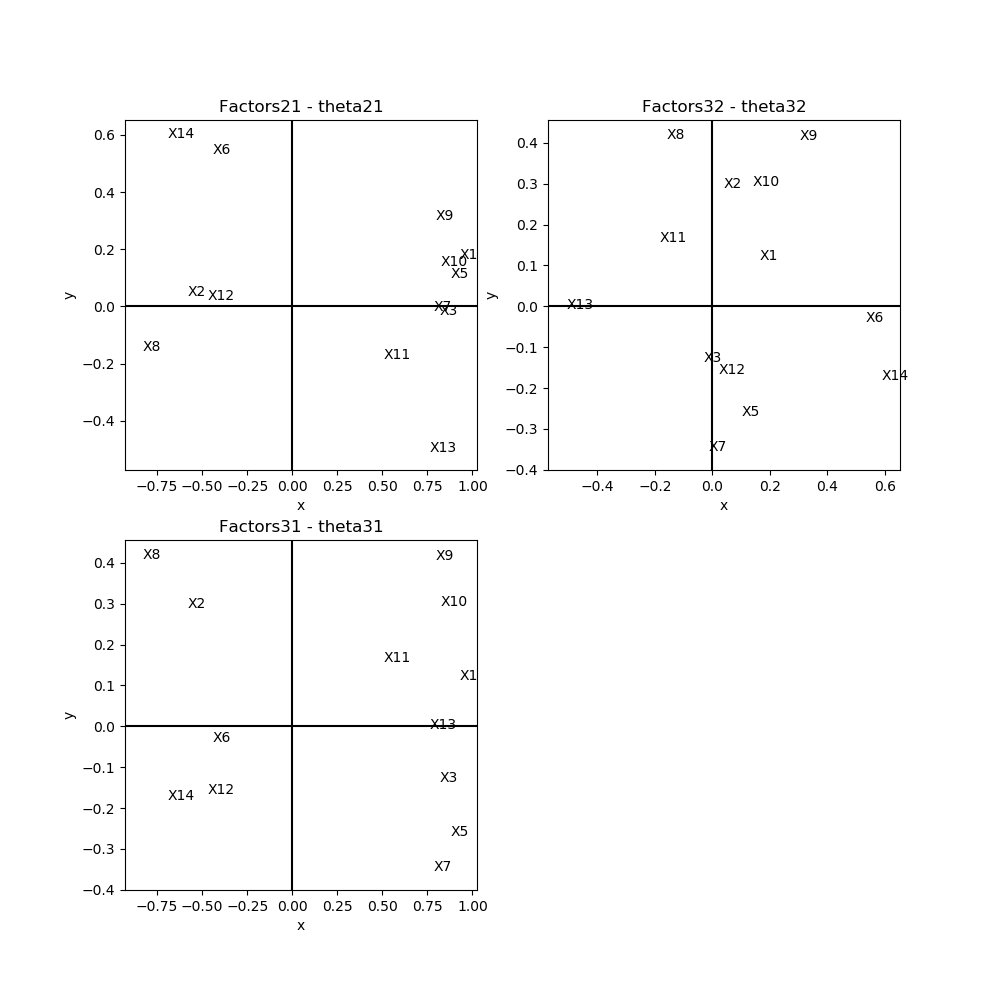 Factors21 - theta21
0.6
0.4
0.2
0.0
−0.2
−0.4
y
X14
X6
X9
X1
X10
X5
X2
X12
X7
X3
X8
X11
X13
−0.75 −0.50 −0.25 0.00 0.25 0.50 0.75 1.00
x
Factors32 - theta32
0.4
0.3
0.2
0.1
0.0
−0.1
−0.2
−0.3
−0.4
y
X8
X9
X2
X10
X11
X1
X13
X6
X3
X12
X14
X5
X7
−0.4 −0.2 0.0 0.2 0.4 0.6
x
Factors31 - theta31
0.4
0.3
0.2
0.1
0.0
−0.1
−0.2
−0.3
−0.4
y
X8
X9
X2
X10
X11
X1
X13
X6
X3
X12
X14
X5
X7
−0.75 −0.50 −0.25 0.00 0.25 0.50 0.75 1.00
x